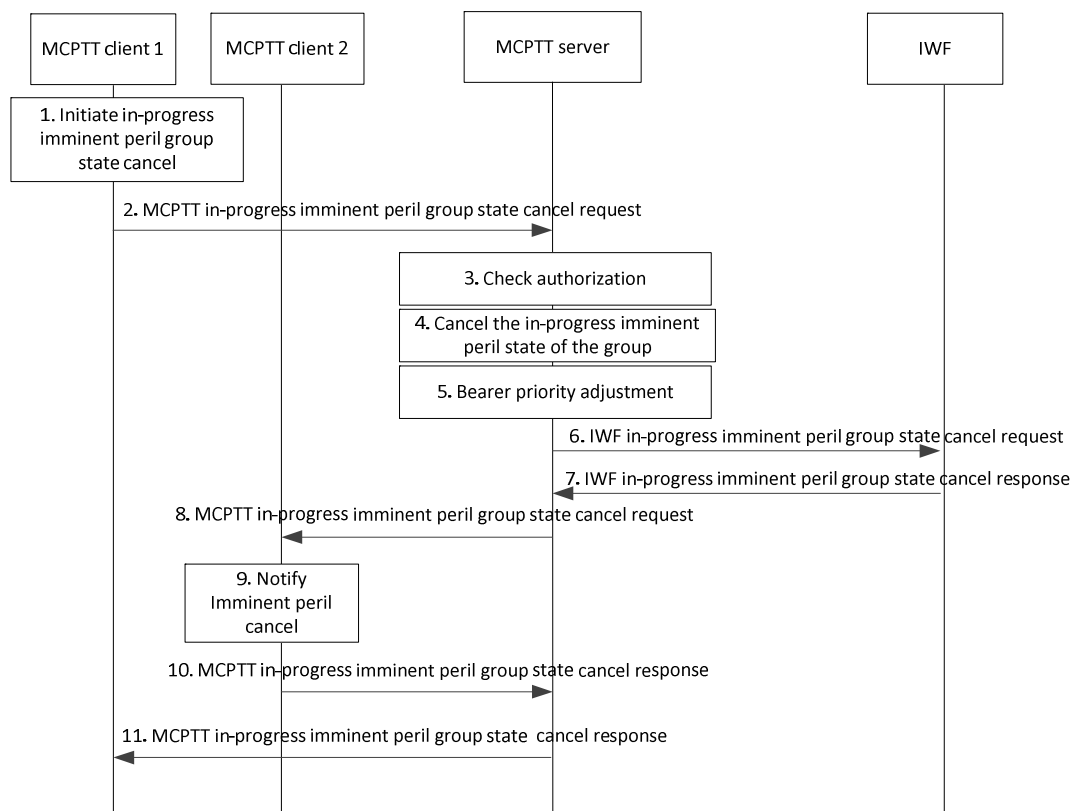 MCPTT client 1
MCPTT client 2
MCPTT server
IWF
1. Initiate in-progress
imminent peril group
state cancel
2. MCPTT in-progress imminent peril group state cancel request
3. Check authorization
4. Cancel the in-progress imminent
peril state of the group
5. Bearer priority adjustment
6. IWF in-progress imminent peril group state cancel request
7. IWF in-progress imminent peril group state cancel response
8. MCPTT in-progress imminent peril group state cancel request
9. Notify
Imminent peril
cancel
10. MCPTT in-progress imminent peril group state cancel response
11. MCPTT in-progress imminent peril group state cancel response